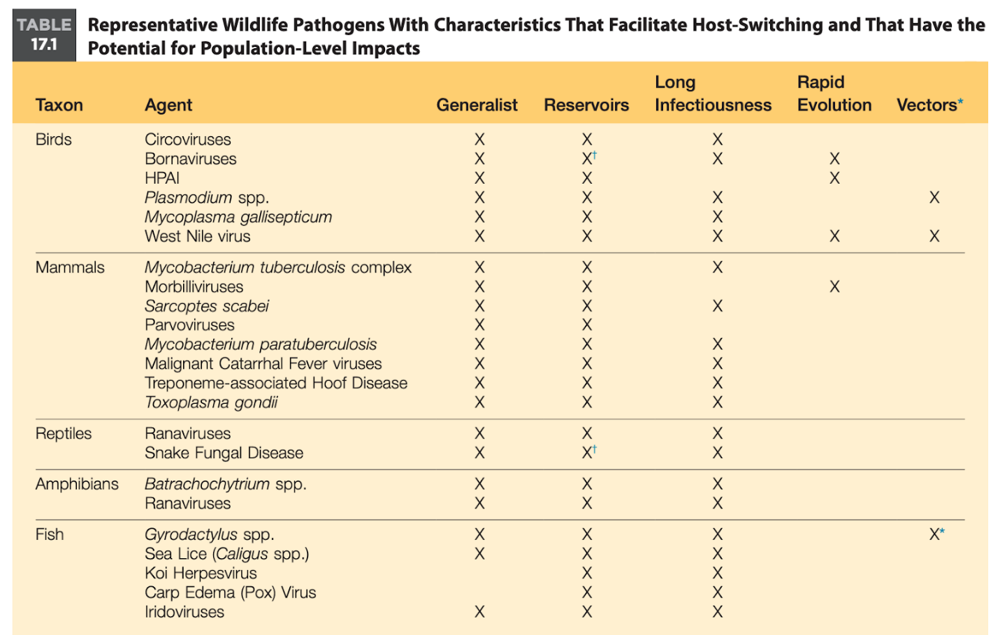 TABLE
17.1
Representative Wildlife Pathogens With Characteristics That Facilitate Host-Switching and That Have the
Potential for Population-Level Impacts
Taxon Agent Generalist Reservoirs Long Infectiousness Rapid Evolution Vectors*
Birds Circoviruses X X X
Bornaviruses X X† X X
HPAI X X X
Plasmodium spp. X X X X
Mycoplasma gallisepticum X X X
West Nile virus X X X X X
Mammals Mycobacterium tuberculosis complex X X X
Morbilliviruses X X X
Sarcoptes scabei X X X
Parvoviruses X X
Mycobacterium paratuberculosis X X X
Malignant Catarrhal Fever viruses X X X
Treponeme-associated Hoof Disease X X X
Toxoplasma gondii X X X
Reptiles Ranaviruses X X X
Snake Fungal Disease X X† X
Amphibians Batrachochytrium spp. X X X
Ranaviruses X X X
Fish Gyrodactylus spp. X X X X*
Sea Lice (Caligus spp.) X X X
Koi Herpesvirus X X
Carp Edema (Pox) Virus X X
Iridoviruses X X X